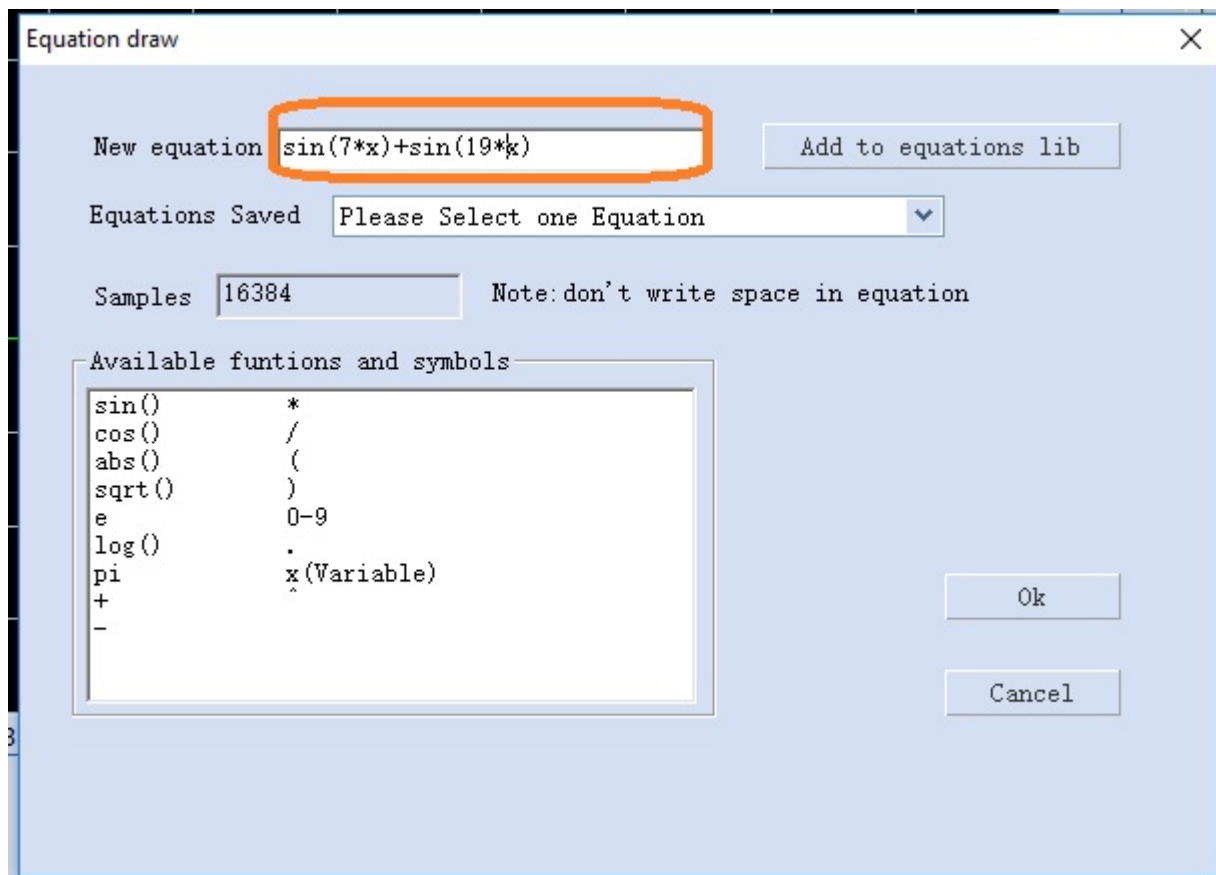 Equation draw
New equation sin(7*x)+sin(19*x) Add to equations lib
Equations Saved Please Select one Equation
Samples 16384 Note:don't write space in equation
Available funtions and symbols
sin() *
cos() /
abs() (
sqrt() )
e 0-9
log() .
pi x(Variable)
+ ^
-
Ok
Cancel